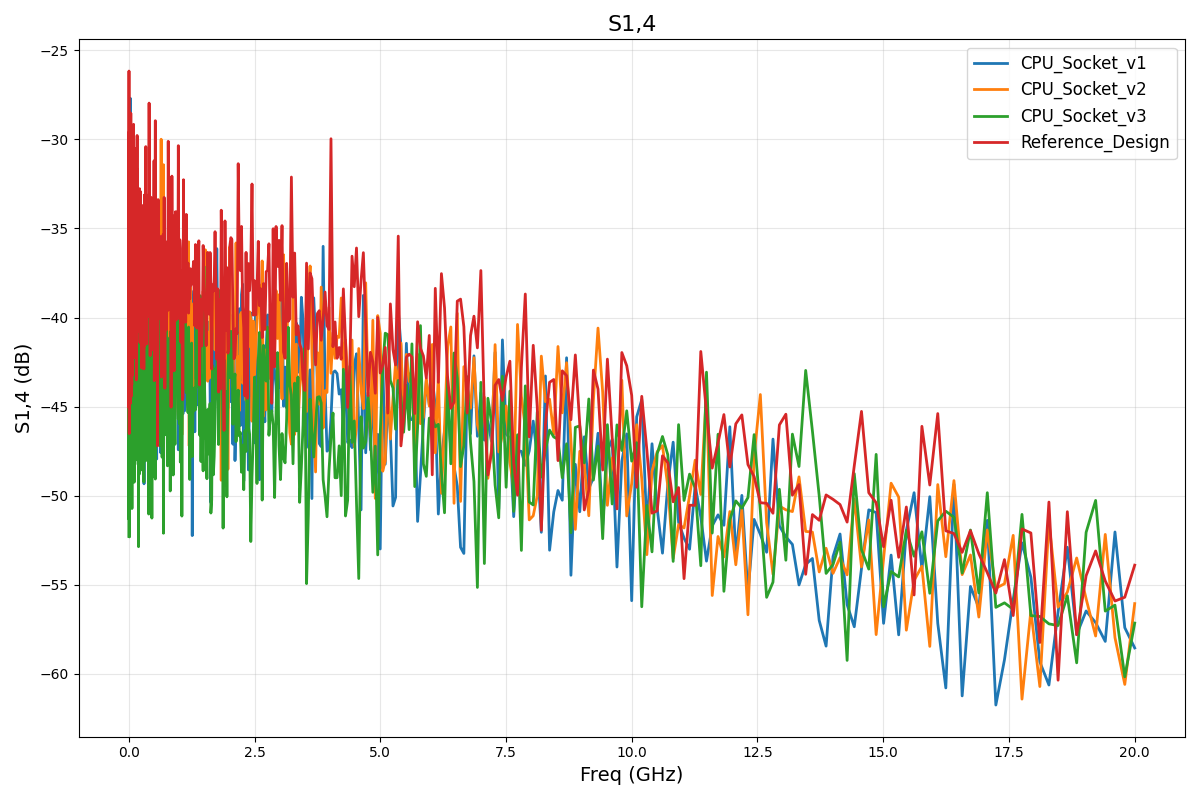 S1,4
CPU_Socket_v1
CPU_Socket_v2
CPU_Socket_v3
Reference_Design
S1,4 (dB)
−25
−30
−35
−40
−45
−50
−55
−60
0.0 2.5 5.0 7.5 10.0 12.5 15.0 17.5 20.0
Freq (GHz)